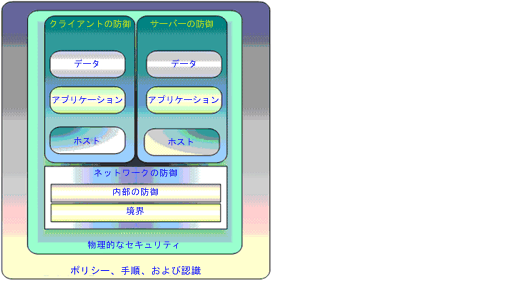 クライアントの防御
サーバーの防御
データ
データ
アプリケーション
アプリケーション
ホスト
ホスト
ネットワークの防御
内部の防御
境界
物理的なセキュリティ
ポリシー、手順、および認識